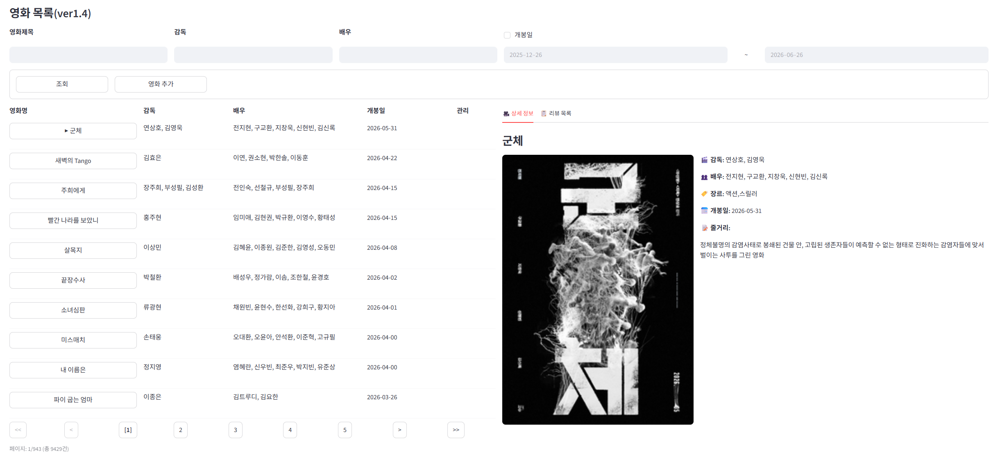 영화 목록(ver1.4)
영화제목 감독 배우 개봉일
2025-12-26 ~ 2026-06-26
조회 영화 추가
영화명 감독 배우 개봉일 관리
▸ 군체 연상호, 김영욱 전지현, 구교환, 지창욱, 신현빈, 김신록 2026-05-31
새벽의 Tango 김효은 이연, 권소현, 박한솔, 이동훈 2026-04-22
주희에게 장주희, 부성필, 김성환 전인숙, 선철규, 부성필, 장주희 2026-04-15
빨간 나라를 보았니 홍주현 임미애, 김현권, 박규환, 이영수, 황태성 2026-04-15
살목지 이상민 김혜윤, 이종원, 김준한, 김영성, 오동민 2026-04-08
끝장수사 박철환 배성우, 정가람, 이솜, 조한철, 윤경호 2026-04-02
소녀심판 류광현 채원빈, 윤현수, 한선화, 강희구, 황지아 2026-04-01
미스매치 손태웅 오대환, 오윤아, 안석환, 이준혁, 고규필 2026-04-00
내 이름은 정지영 염혜란, 신우빈, 최준우, 박지빈, 유준상 2026-04-00
파이 굽는 엄마 이종은 김트루디, 김요한 2026-03-26
<< < [1] 2 3 4 5 > >>
페이지: 1/943 (총 9429건)
상세 정보 리뷰 목록
군체
군체
2026
05
감독: 연상호, 김영욱
배우: 전지현, 구교환, 지창욱, 신현빈, 김신록
장르: 액션,스릴러
개봉일: 2026-05-31
줄거리:
정체불명의 감염사태로 봉쇄된 건물 안, 고립된 생존자들이 예측할 수 없는 형태로 진화하는 감염자들에 맞서
벌이는 사투를 그린 영화